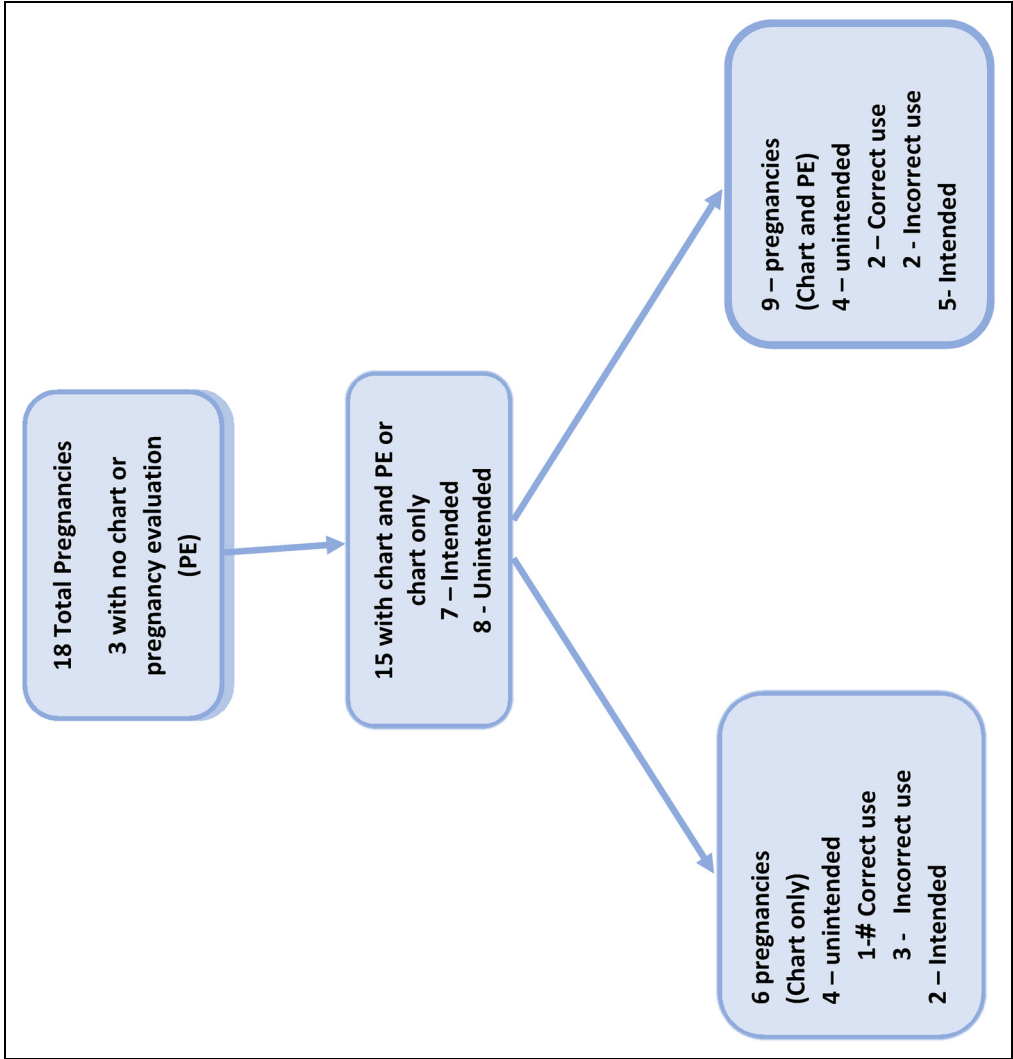 18 Total Pregnancies
3 with no chart or
pregnancy evaluation
(PE)
15 with chart and PE or
chart only
7 – Intended
8 - Unintended
6 pregnancies
(Chart only)
4 – unintended
1-# Correct use
3 - Incorrect use
2 – Intended
9 – pregnancies
(Chart and PE)
4 – unintended
2 – Correct use
2 - Incorrect use
5- Intended